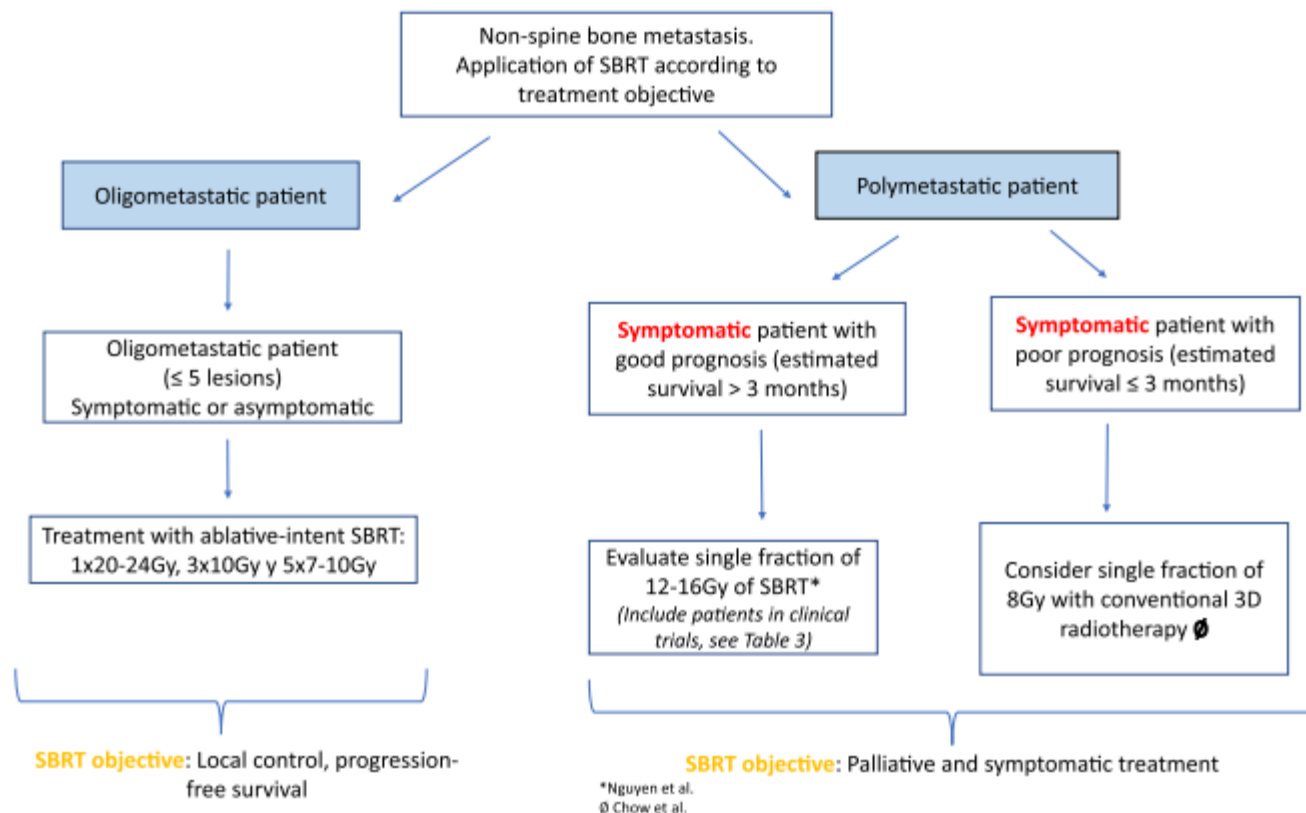 Non-spine bone metastasis.
Application of SBRT according to
treatment objective
Oligometastatic patient
Polymetastatic patient
Oligometastatic patient
(≤ 5 lesions)
Symptomatic or asymptomatic
Symptomatic patient with
good prognosis (estimated
survival > 3 months)
Symptomatic patient with
poor prognosis (estimated
survival ≤ 3 months)
Treatment with ablative-intent SBRT:
1x20-24Gy, 3x10Gy y 5x7-10Gy
Evaluate single fraction of
12-16Gy of SBRT*
(Include patients in clinical
trials, see Table 3)
Consider single fraction of
8Gy with conventional 3D
radiotherapy Ø
SBRT objective: Local control, progression-
free survival
SBRT objective: Palliative and symptomatic treatment
*Nguyen et al.
Ø Chow et al.